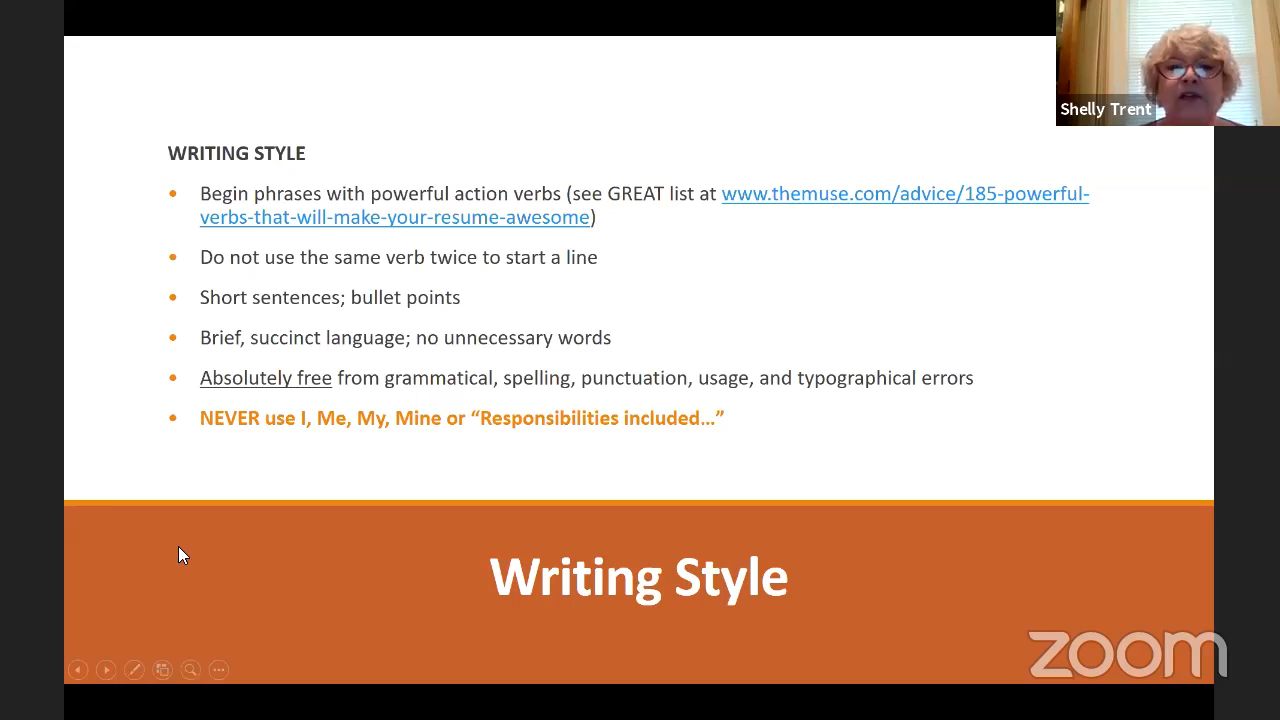 Shelly Trent
WRITING STYLE
• Begin phrases with powerful action verbs (see GREAT list at www.themuse.com/advice/185-powerful-
verbs-that-will-make-your-resume-awesome)
• Do not use the same verb twice to start a line
• Short sentences; bullet points
• Brief, succinct language; no unnecessary words
• Absolutely free from grammatical, spelling, punctuation, usage, and typographical errors
• NEVER use I, Me, My, Mine or “Responsibilities included…”
Writing Style
zoom